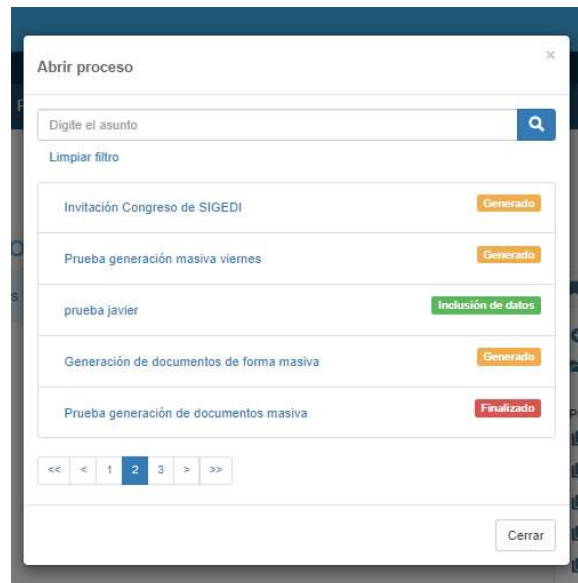 Abrir proceso ×
Digite el asunto
Limpiar filtro
Invitación Congreso de SIGEDI Generado
Prueba generación masiva viernes Generado
prueba javier Inclusión de datos
Generación de documentos de forma masiva Generado
Prueba generación de documentos masiva Finalizado
<< < 1 2 3 > >>
Cerrar